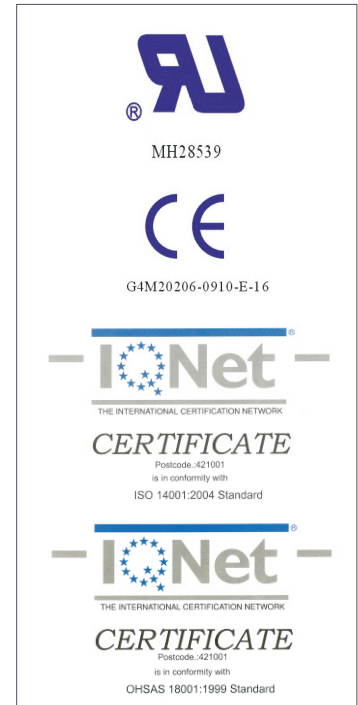 RU
®
MH28539
CE
G4M20206-0910-E-16
®
IQNet
THE INTERNATIONAL CERTIFICATION NETWORK
CERTIFICATE
Postcode.:421001
is in conformity with
ISO 14001:2004 Standard
®
IQNet
THE INTERNATIONAL CERTIFICATION NETWORK
CERTIFICATE
Postcode.:421001
is in conformity with
OHSAS 18001:1999 Standard